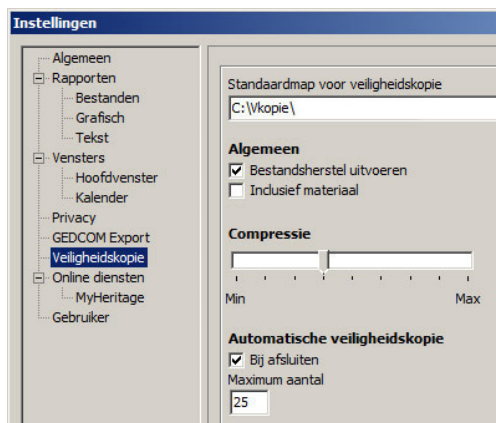 Instellingen
Algemeen
Rapporten
Bestanden
Grafisch
Tekst
Vensters
Hoofdvenster
Kalender
Privacy
GEDCOM Export
Veiligheidskopie
Online diensten
MyHeritage
Gebruiker
Standaardmap voor veiligheidskopie
C:\Vkopie\
Algemeen
Bestandsherstel uitvoeren
Inclusief materiaal
Compressie
Min Max
Automatische veiligheidskopie
Bij afsluiten
Maximum aantal
25